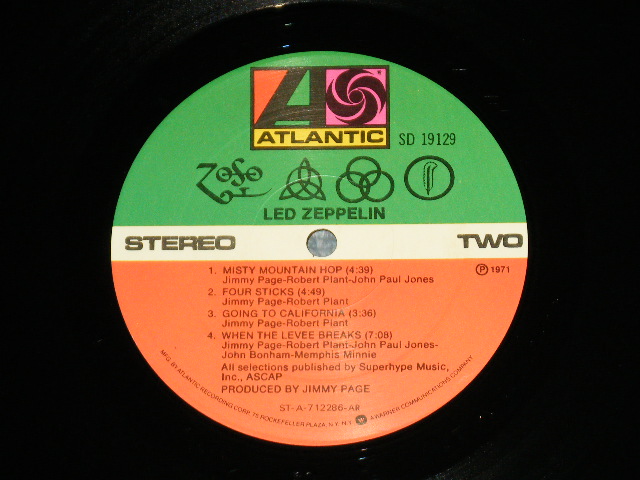 ATLANTIC
SD 19129
LED ZEPPELIN
STEREO
TWO
1. MISTY MOUNTAIN HOP (4:39)
Jimmy Page-Robert Plant-John Paul Jones
℗ 1971
2. FOUR STICKS (4:49)
Jimmy Page-Robert Plant
3. GOING TO CALIFORNIA (3:36)
Jimmy Page-Robert Plant
4. WHEN THE LEVEE BREAKS (7:08)
Jimmy Page-Robert Plant-John Paul Jones-
John Bonham-Memphis Minnie
All selections published by Superhype Music,
Inc., ASCAP
PRODUCED BY JIMMY PAGE
ST-A-712286-AR
MFG. BY ATLANTIC RECORDING CORP. 75 ROCKEFELLER PLAZA, N.Y. N.Y. A WARNER COMMUNICATIONS CO.